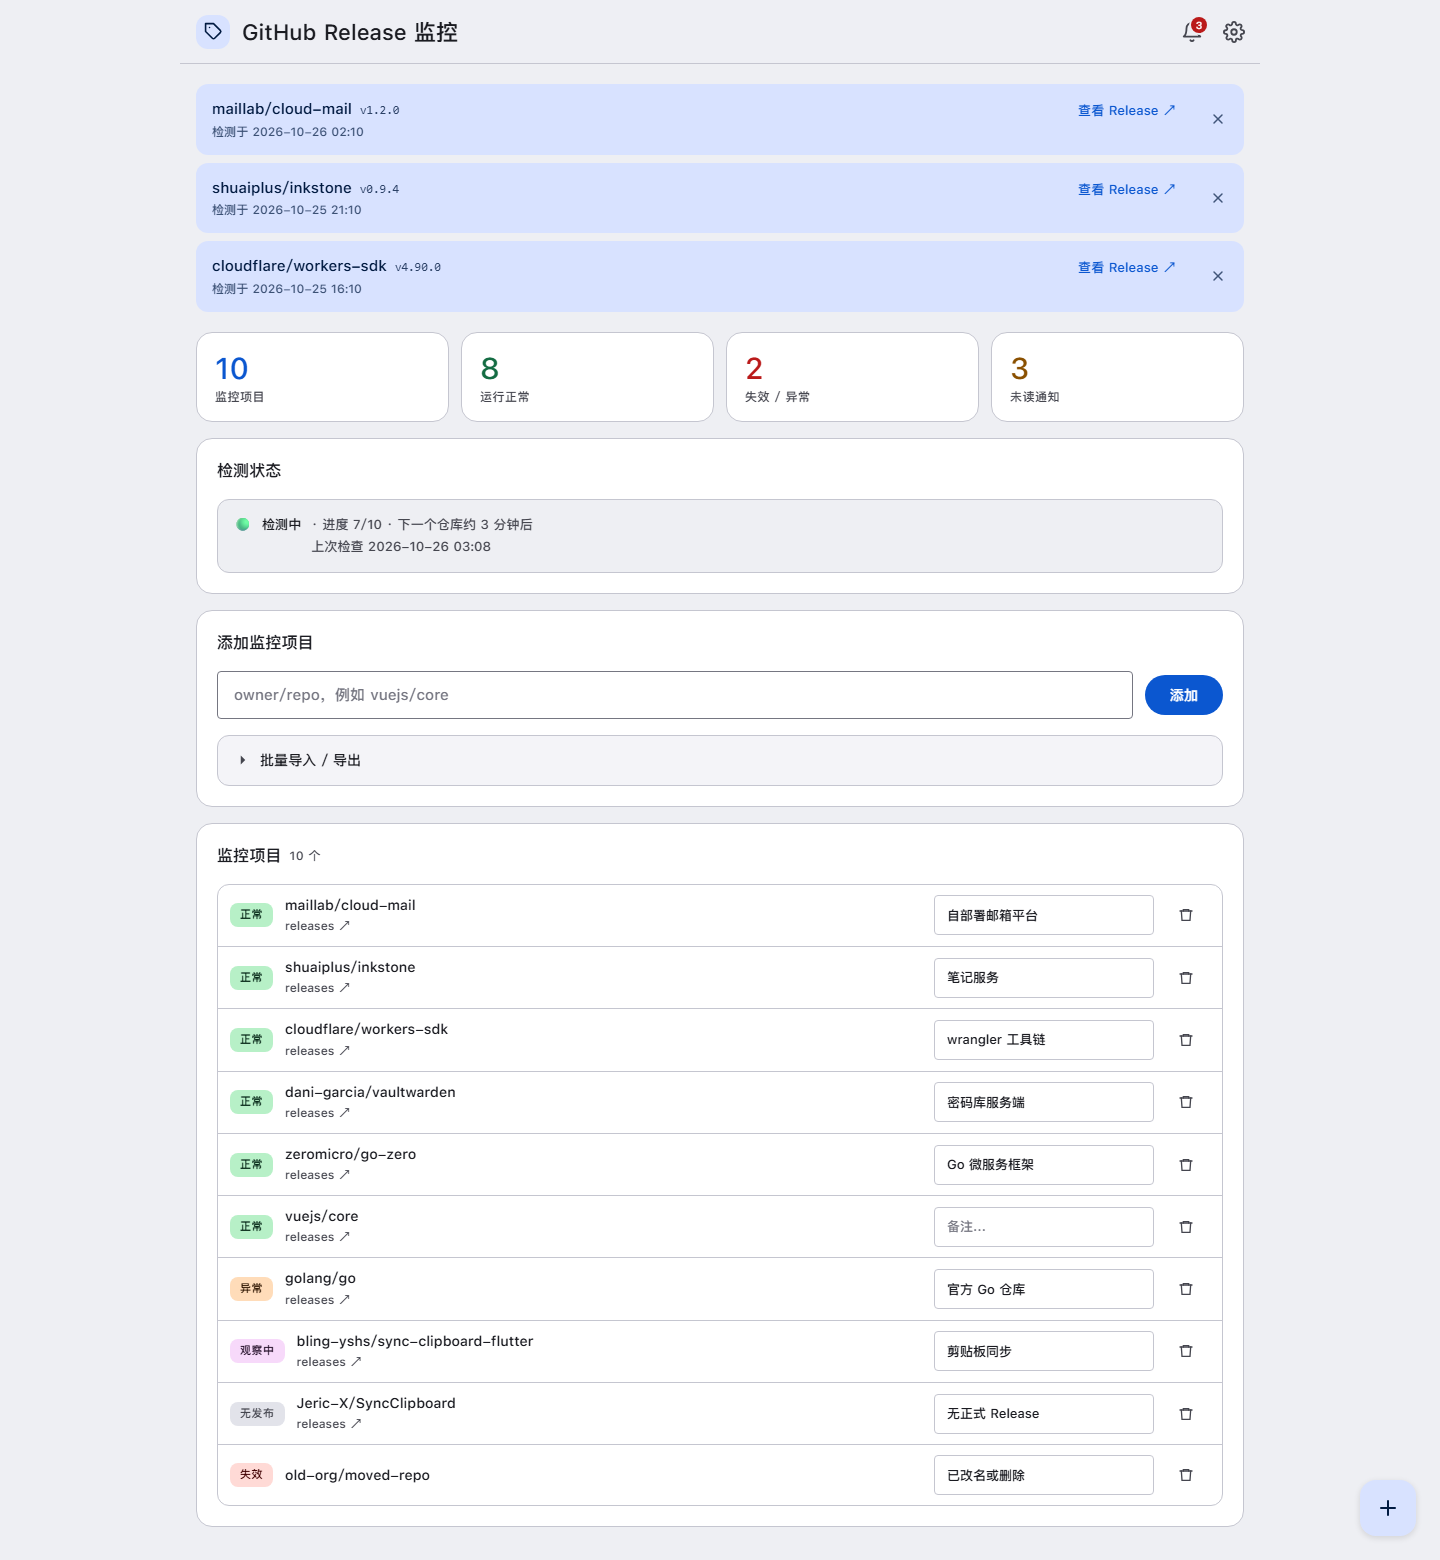 GitHub Release 监控
3
maillab/cloud-mail v1.2.0
查看 Release ↗
检测于 2026-10-26 02:10
shuaiplus/inkstone v0.9.4
查看 Release ↗
检测于 2026-10-25 21:10
cloudflare/workers-sdk v4.90.0
查看 Release ↗
检测于 2026-10-25 16:10
10
监控项目
8
运行正常
2
失效 / 异常
3
未读通知
检测状态
检测中 · 进度 7/10 · 下一个仓库约 3 分钟后
上次检查 2026-10-26 03:08
添加监控项目
owner/repo，例如 vuejs/core
添加
批量导入 / 导出
监控项目 10 个
正常 maillab/cloud-mail
releases ↗
自部署邮箱平台
正常 shuaiplus/inkstone
releases ↗
笔记服务
正常 cloudflare/workers-sdk
releases ↗
wrangler 工具链
正常 dani-garcia/vaultwarden
releases ↗
密码库服务端
正常 zeromicro/go-zero
releases ↗
Go 微服务框架
正常 vuejs/core
releases ↗
备注...
异常 golang/go
releases ↗
官方 Go 仓库
观察中 bling-yshs/sync-clipboard-flutter
releases ↗
剪贴板同步
无发布 Jeric-X/SyncClipboard
releases ↗
无正式 Release
失效 old-org/moved-repo
已改名或删除